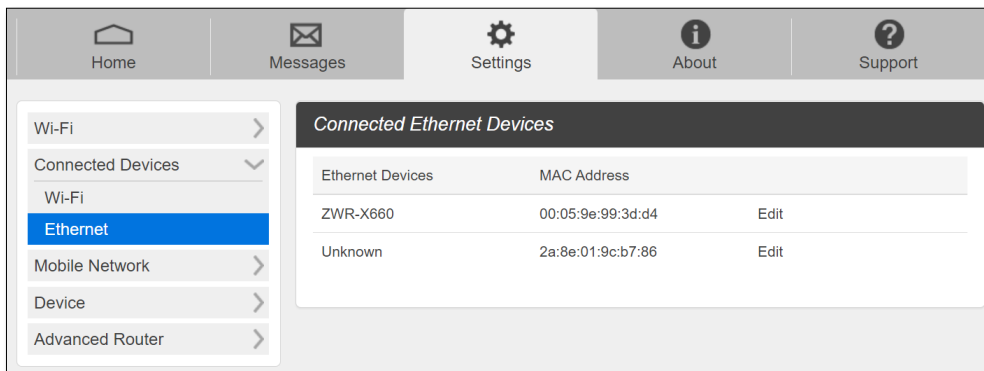 Home Messages Settings About Support
Wi-Fi
Connected Devices
Wi-Fi
Ethernet
Mobile Network
Device
Advanced Router
Connected Ethernet Devices
Ethernet Devices MAC Address
ZWR-X660 00:05:9e:99:3d:d4 Edit
Unknown 2a:8e:01:9c:b7:86 Edit